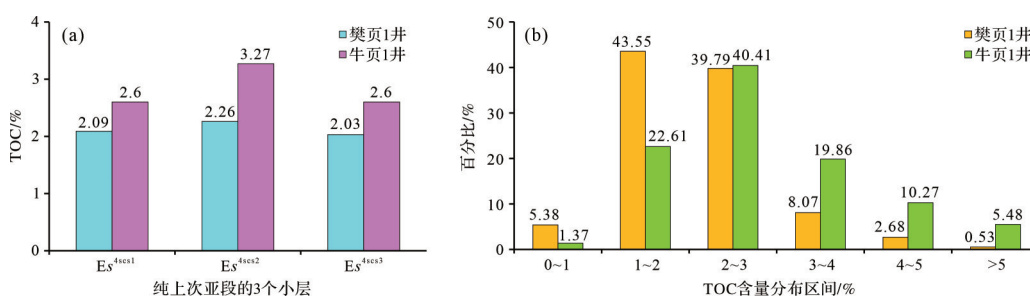 (a)
樊页1井
牛页1井
TOC/%
4
3
2
1
0
2.09
2.6
2.26
3.27
2.03
2.6
Es⁴ˢᶜˢ¹
Es⁴ˢᶜˢ²
Es⁴ˢᶜˢ³
纯上次亚段的3个小层
(b)
樊页1井
牛页1井
百分比/%
50
40
30
20
10
0
5.38
1.37
43.55
22.61
39.79
40.41
8.07
19.86
2.68
10.27
0.53
5.48
0~1
1~2
2~3
3~4
4~5
>5
TOC含量分布区间/%